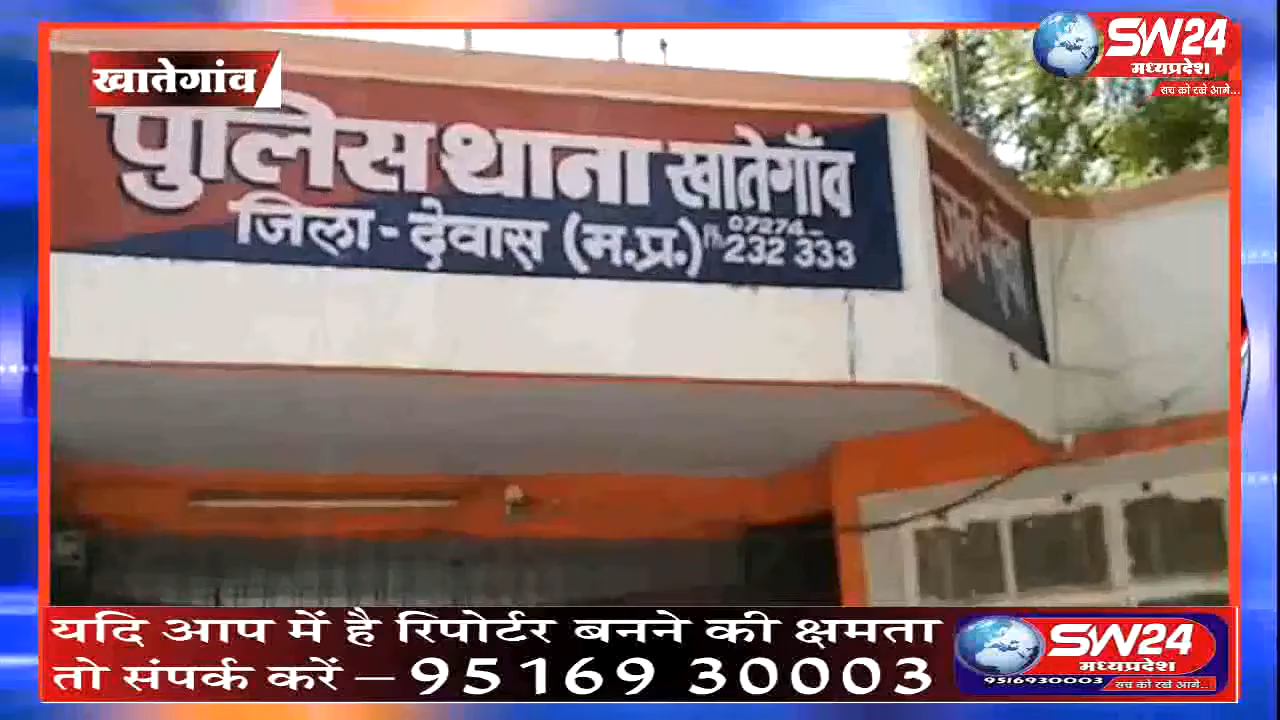 खातेगांव
SW24
मध्यप्रदेश
सच को रखे आगे...
पुलिस थाना खातेगाँव
जिला - देवास (म.प्र.) Ph. 07274-232 333
यदि आप में है रिपोर्टर बनने की क्षमता
तो संपर्क करें – 95169 30003
SW24
मध्यप्रदेश
9516930003
सच को रखे आगे...